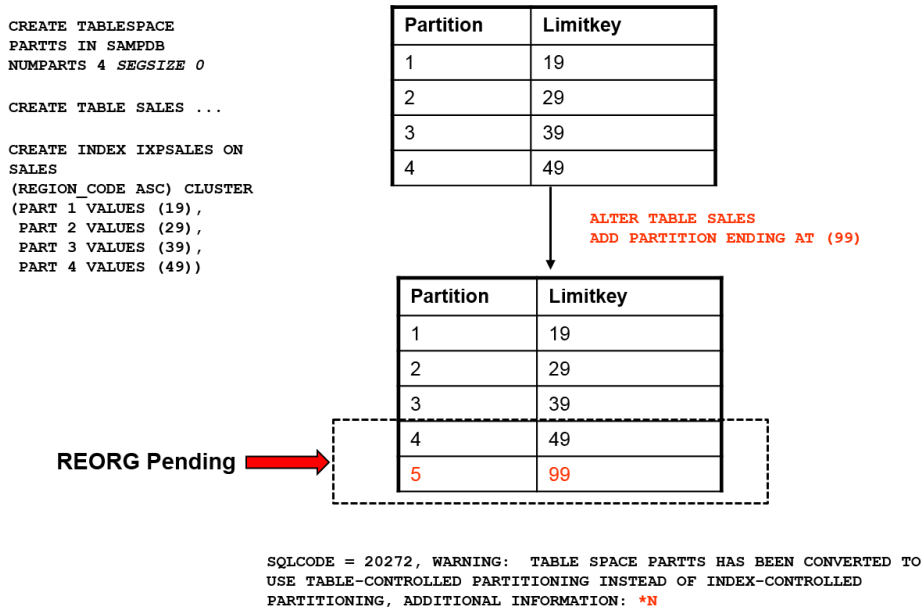 CREATE TABLESPACE
PARTTS IN SAMPDB
NUMPARTS 4 SEGSIZE 0
CREATE TABLE SALES ...
CREATE INDEX IXPSALES ON
SALES
(REGION_CODE ASC) CLUSTER
(PART 1 VALUES (19),
PART 2 VALUES (29),
PART 3 VALUES (39),
PART 4 VALUES (49))
Partition Limitkey
1 19
2 29
3 39
4 49
ALTER TABLE SALES
ADD PARTITION ENDING AT (99)
Partition Limitkey
1 19
2 29
3 39
4 49
5 99
REORG Pending
SQLCODE = 20272, WARNING: TABLE SPACE PARTTS HAS BEEN CONVERTED TO
USE TABLE-CONTROLLED PARTITIONING INSTEAD OF INDEX-CONTROLLED
PARTITIONING, ADDITIONAL INFORMATION: *N